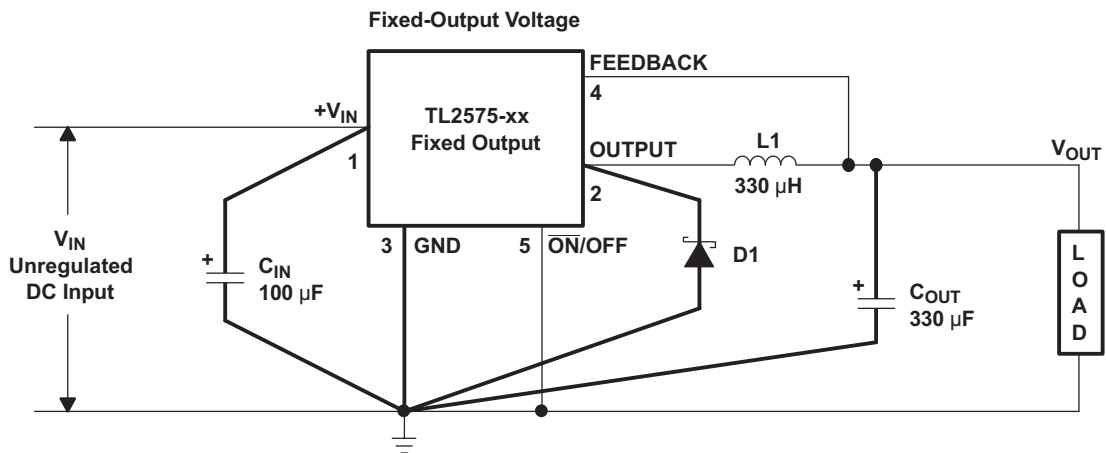 Fixed-Output Voltage
FEEDBACK
4
+VIN
TL2575-xx
Fixed Output
1
OUTPUT
2
L1
330 µH
VOUT
3
GND
5
ON/OFF
D1
VIN
Unregulated
DC Input
+
CIN
100 µF
+
COUT
330 µF
L
O
A
D